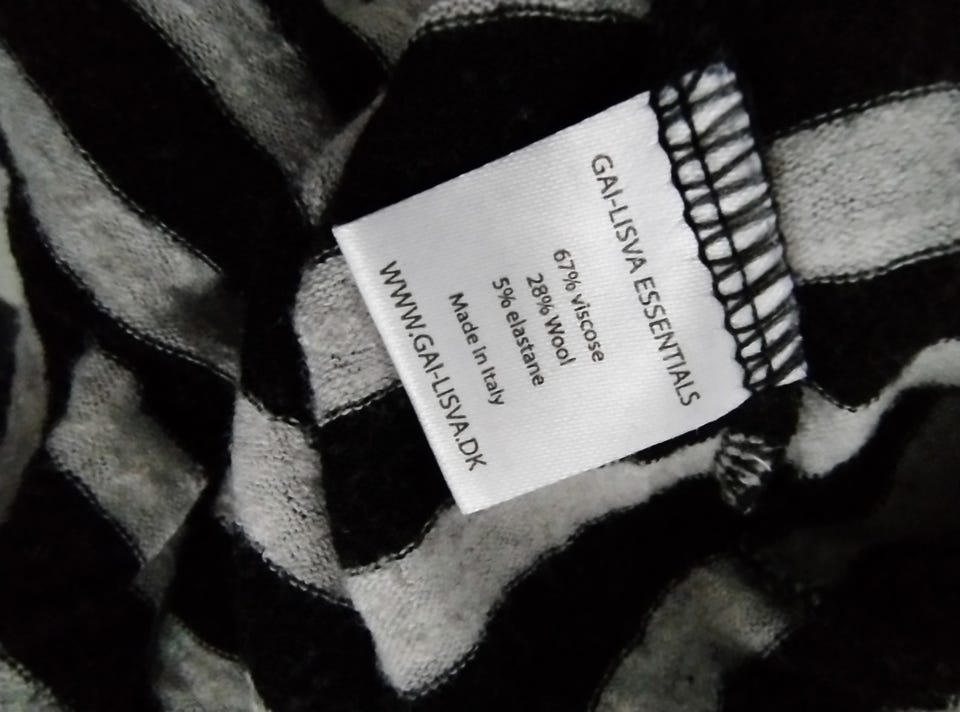 GAI-LISVA ESSENTIALS
67% viscose
28% Wool
5% elastane
Made In Italy
WWW.GAI-LISVA.DK